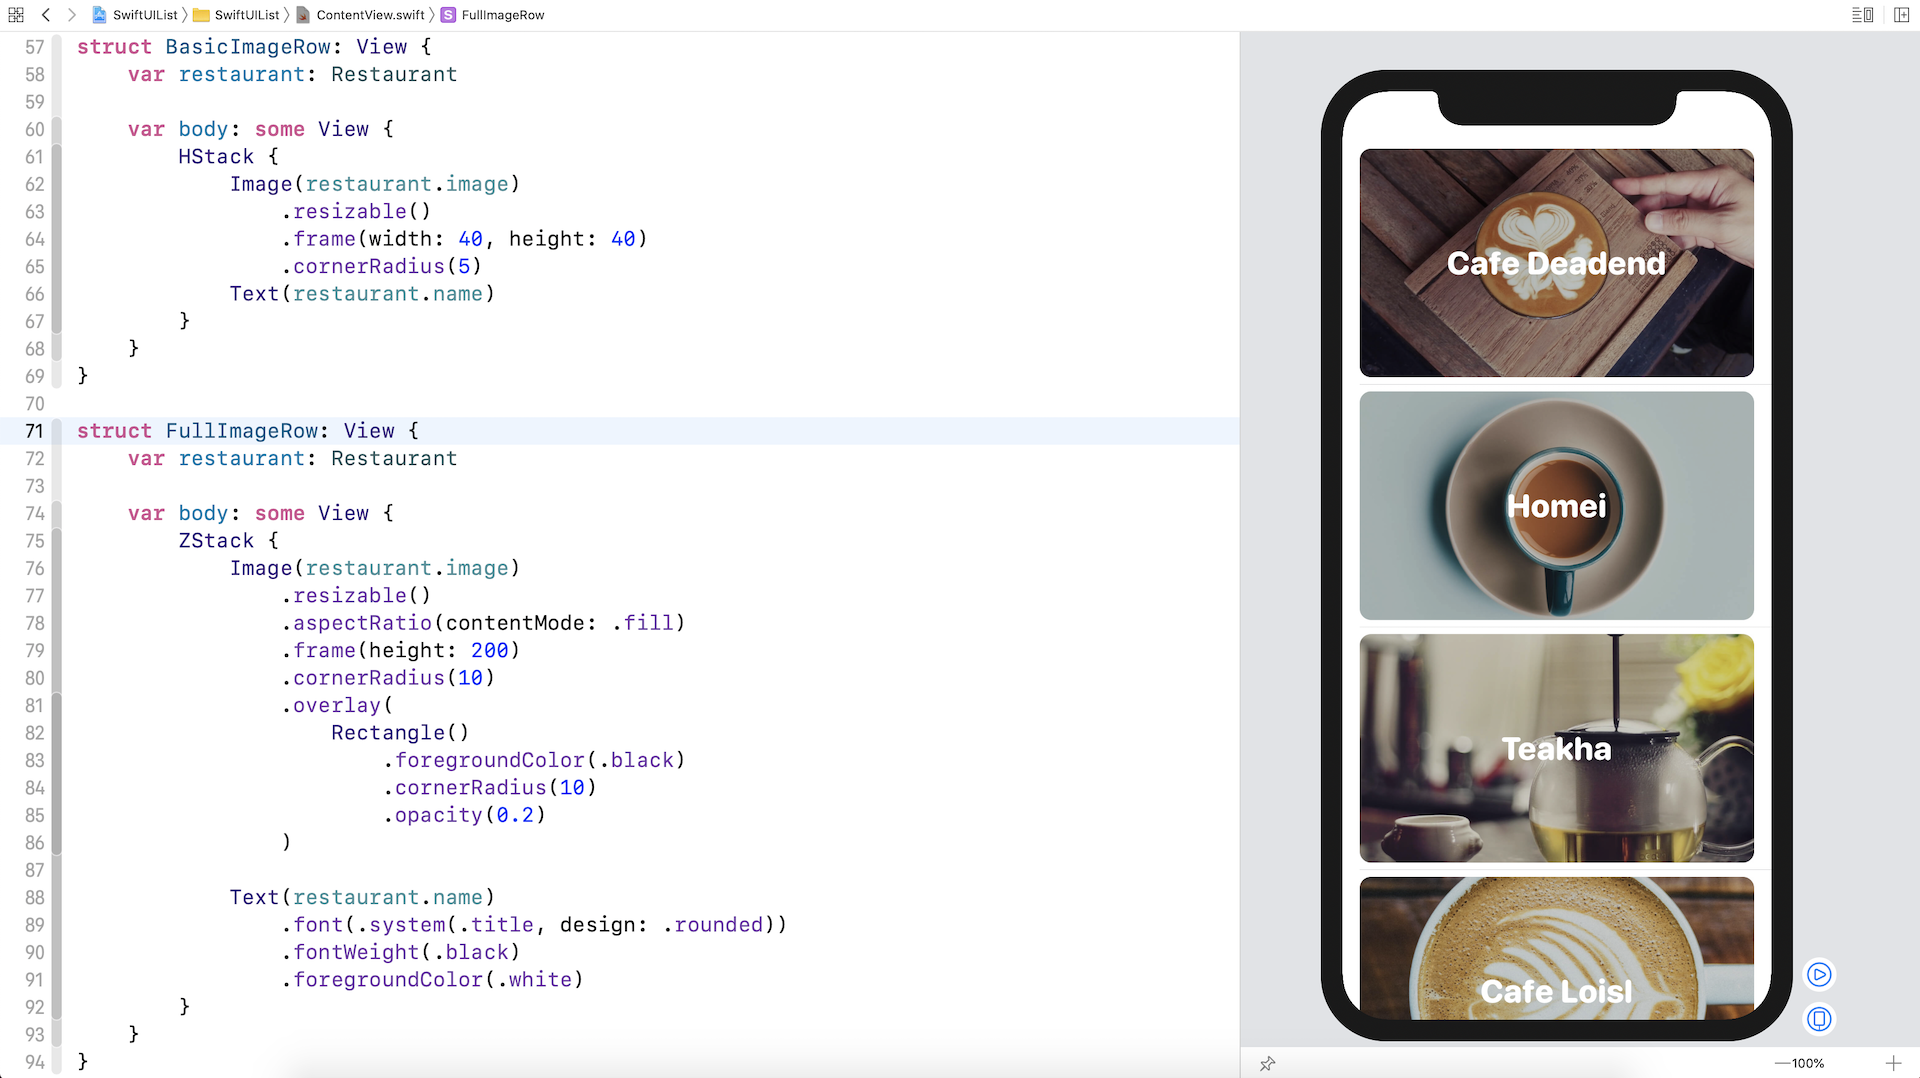 SwiftUIList SwiftUIList ContentView.swift S FullImageRow
57 struct BasicImageRow: View {
58     var restaurant: Restaurant
59
60     var body: some View {
61         HStack {
62             Image(restaurant.image)
63                 .resizable()
64                 .frame(width: 40, height: 40)
65                 .cornerRadius(5)
66             Text(restaurant.name)
67         }
68     }
69 }
70
71 struct FullImageRow: View {
72     var restaurant: Restaurant
73
74     var body: some View {
75         ZStack {
76             Image(restaurant.image)
77                 .resizable()
78                 .aspectRatio(contentMode: .fill)
79                 .frame(height: 200)
80                 .cornerRadius(10)
81                 .overlay(
82                     Rectangle()
83                         .foregroundColor(.black)
84                         .cornerRadius(10)
85                         .opacity(0.2)
86                 )
87
88             Text(restaurant.name)
89                 .font(.system(.title, design: .rounded))
90                 .fontWeight(.black)
91                 .foregroundColor(.white)
92         }
93     }
94 }
Cafe Deadend
Homei
Teakha
Cafe Loisl
100%